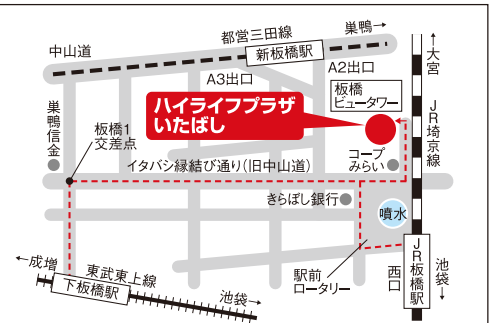 都営三田線
巣鴨→
中山道
新板橋駅
A3出口
A2出口
↑大宮
板橋
ビュータワー
ハイライフプラザ
いたばし
巣鴨信金
板橋1
交差点
JR埼京線
コープ
みらい
イタバシ縁結び通り(旧中山道)
きらぼし銀行
噴水
←成増
東武東上線
下板橋駅
池袋→
駅前
ロータリー
西口
JR板橋駅
池袋↓